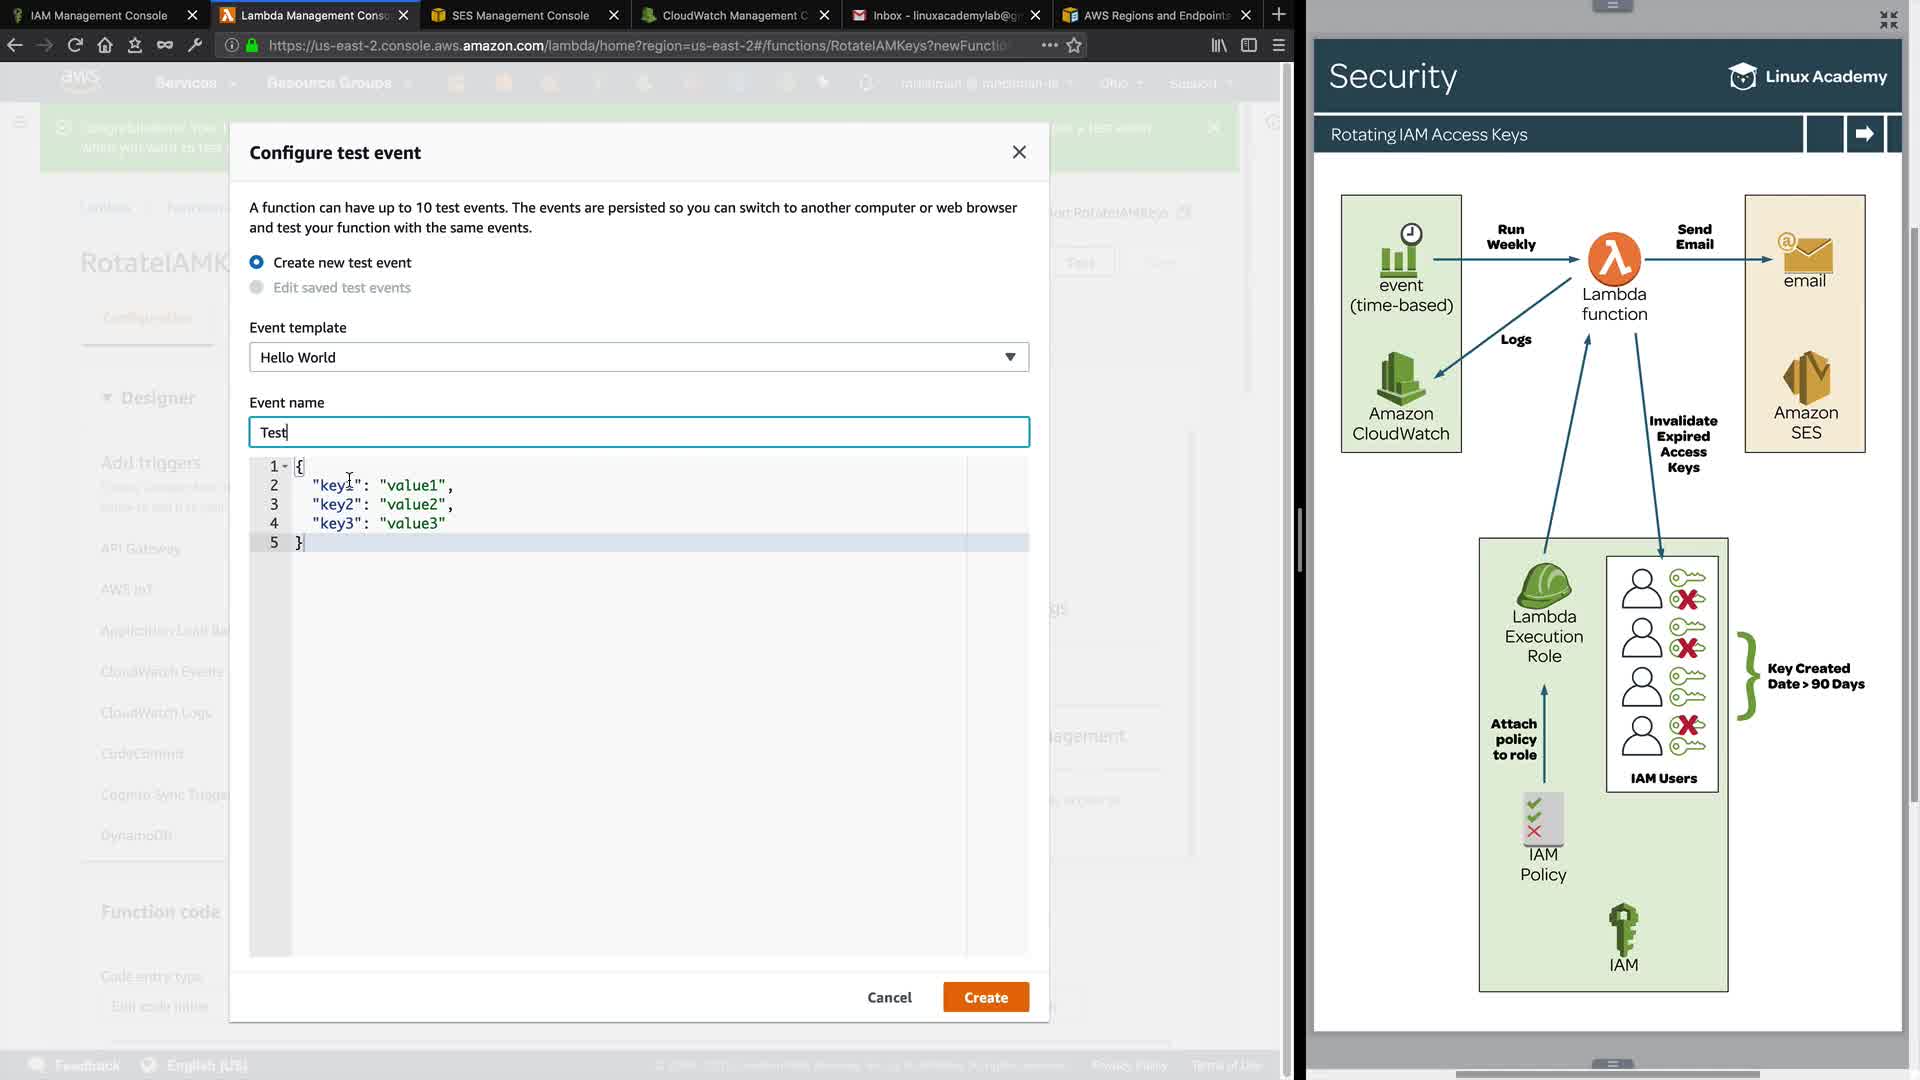 IAM Management Console
Lambda Management Conso
SES Management Console
CloudWatch Management C
Inbox - linuxacademylab@g
AWS Regions and Endpoints
https://us-east-2.console.aws.amazon.com/lambda/home?region=us-east-2#/functions/RotateIAMKeys?newFunctio
aws
Services
Resource Groups
Ohio
Support
Configure test event
A function can have up to 10 test events. The events are persisted so you can switch to another computer or web browser
and test your function with the same events.
Create new test event
Edit saved test events
Event template
Hello World
Event name
Test
1 {
2 "key1": "value1",
3 "key2": "value2",
4 "key3": "value3"
5 }
Cancel
Create
RotateIAMK
Configuration
Test
Designer
Add triggers
API Gateway
AWS IoT
Application Load Bal
CloudWatch Events
CloudWatch Logs
CodeCommit
Cognito Sync Trigge
DynamoDB
Function code
Code entry type
Edit code inline
Feedback
English (US)
Privacy Policy
Terms of Use
Security
Linux Academy
Rotating IAM Access Keys
event
(time-based)
Run
Weekly
Lambda
function
Send
Email
email
Logs
Amazon
CloudWatch
Amazon
SES
Invalidate
Expired
Access
Keys
Lambda
Execution
Role
Key Created
Date > 90 Days
Attach
policy
to role
IAM Users
IAM
Policy
IAM